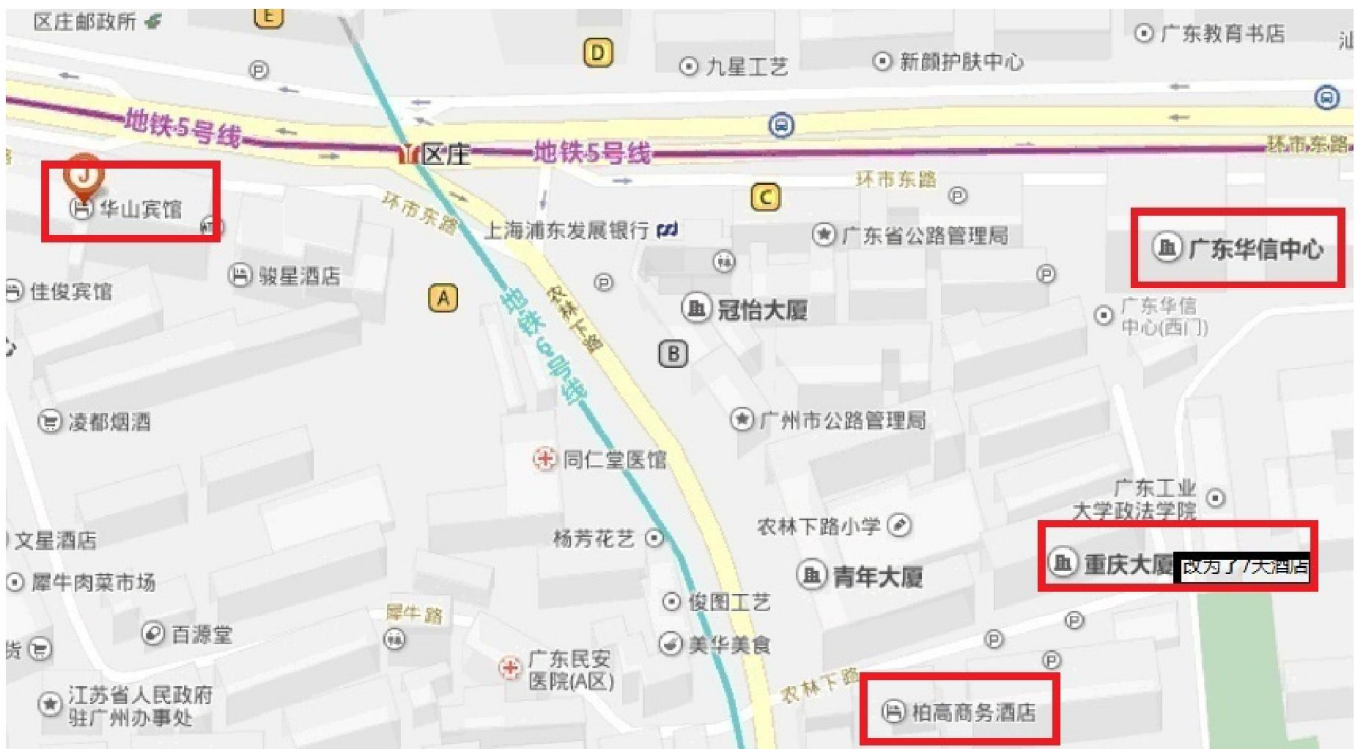 区庄邮政所
E
D
九星工艺
新颜护肤中心
广东教育书店
汕
P
地铁5号线
区庄
地铁5号线
环市东路
路
J
华山宾馆
环市东路
C
环市东路
P
上海浦东发展银行
广东省公路管理局
广东华信中心
骏星酒店
佳俊宾馆
A
P
P
地铁6号线
农林下路
冠怡大厦
广东华信
中心(西门)
B
凌都烟酒
广州市公路管理局
同仁堂医馆
广东工业
大学政法学院
文星酒店
杨芳花艺
农林下路小学
犀牛肉菜市场
青年大厦
重庆大厦
改为了7天酒店
犀牛路
俊图工艺
P
百源堂
美华美食
P
P
货
广东民安
医院(A区)
农林下路
江苏省人民政府
驻广州办事处
柏高商务酒店